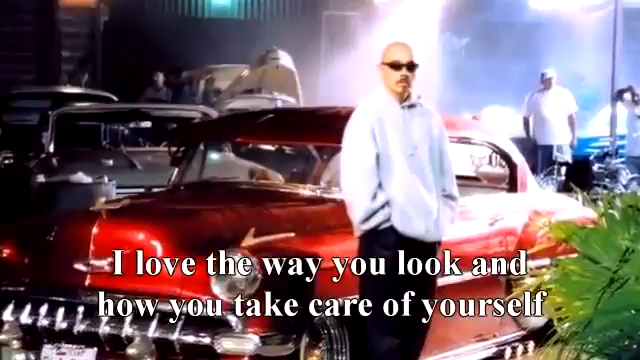 I love the way you look and
how you take care of yourself